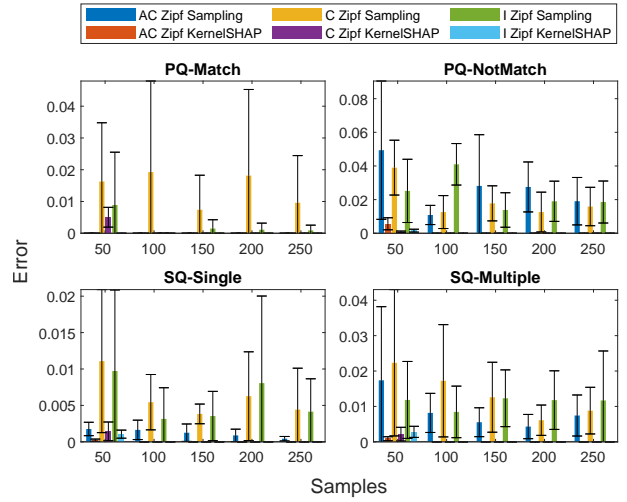 AC Zipf Sampling C Zipf Sampling I Zipf Sampling
AC Zipf KernelSHAP C Zipf KernelSHAP I Zipf KernelSHAP
PQ-Match
0.04
0.03
0.02
0.01
0
50 100 150 200 250
PQ-NotMatch
0.08
0.06
0.04
0.02
0
50 100 150 200 250
SQ-Single
0.02
0.015
0.01
0.005
0
50 100 150 200 250
SQ-Multiple
0.04
0.03
0.02
0.01
0
50 100 150 200 250
Error
Samples